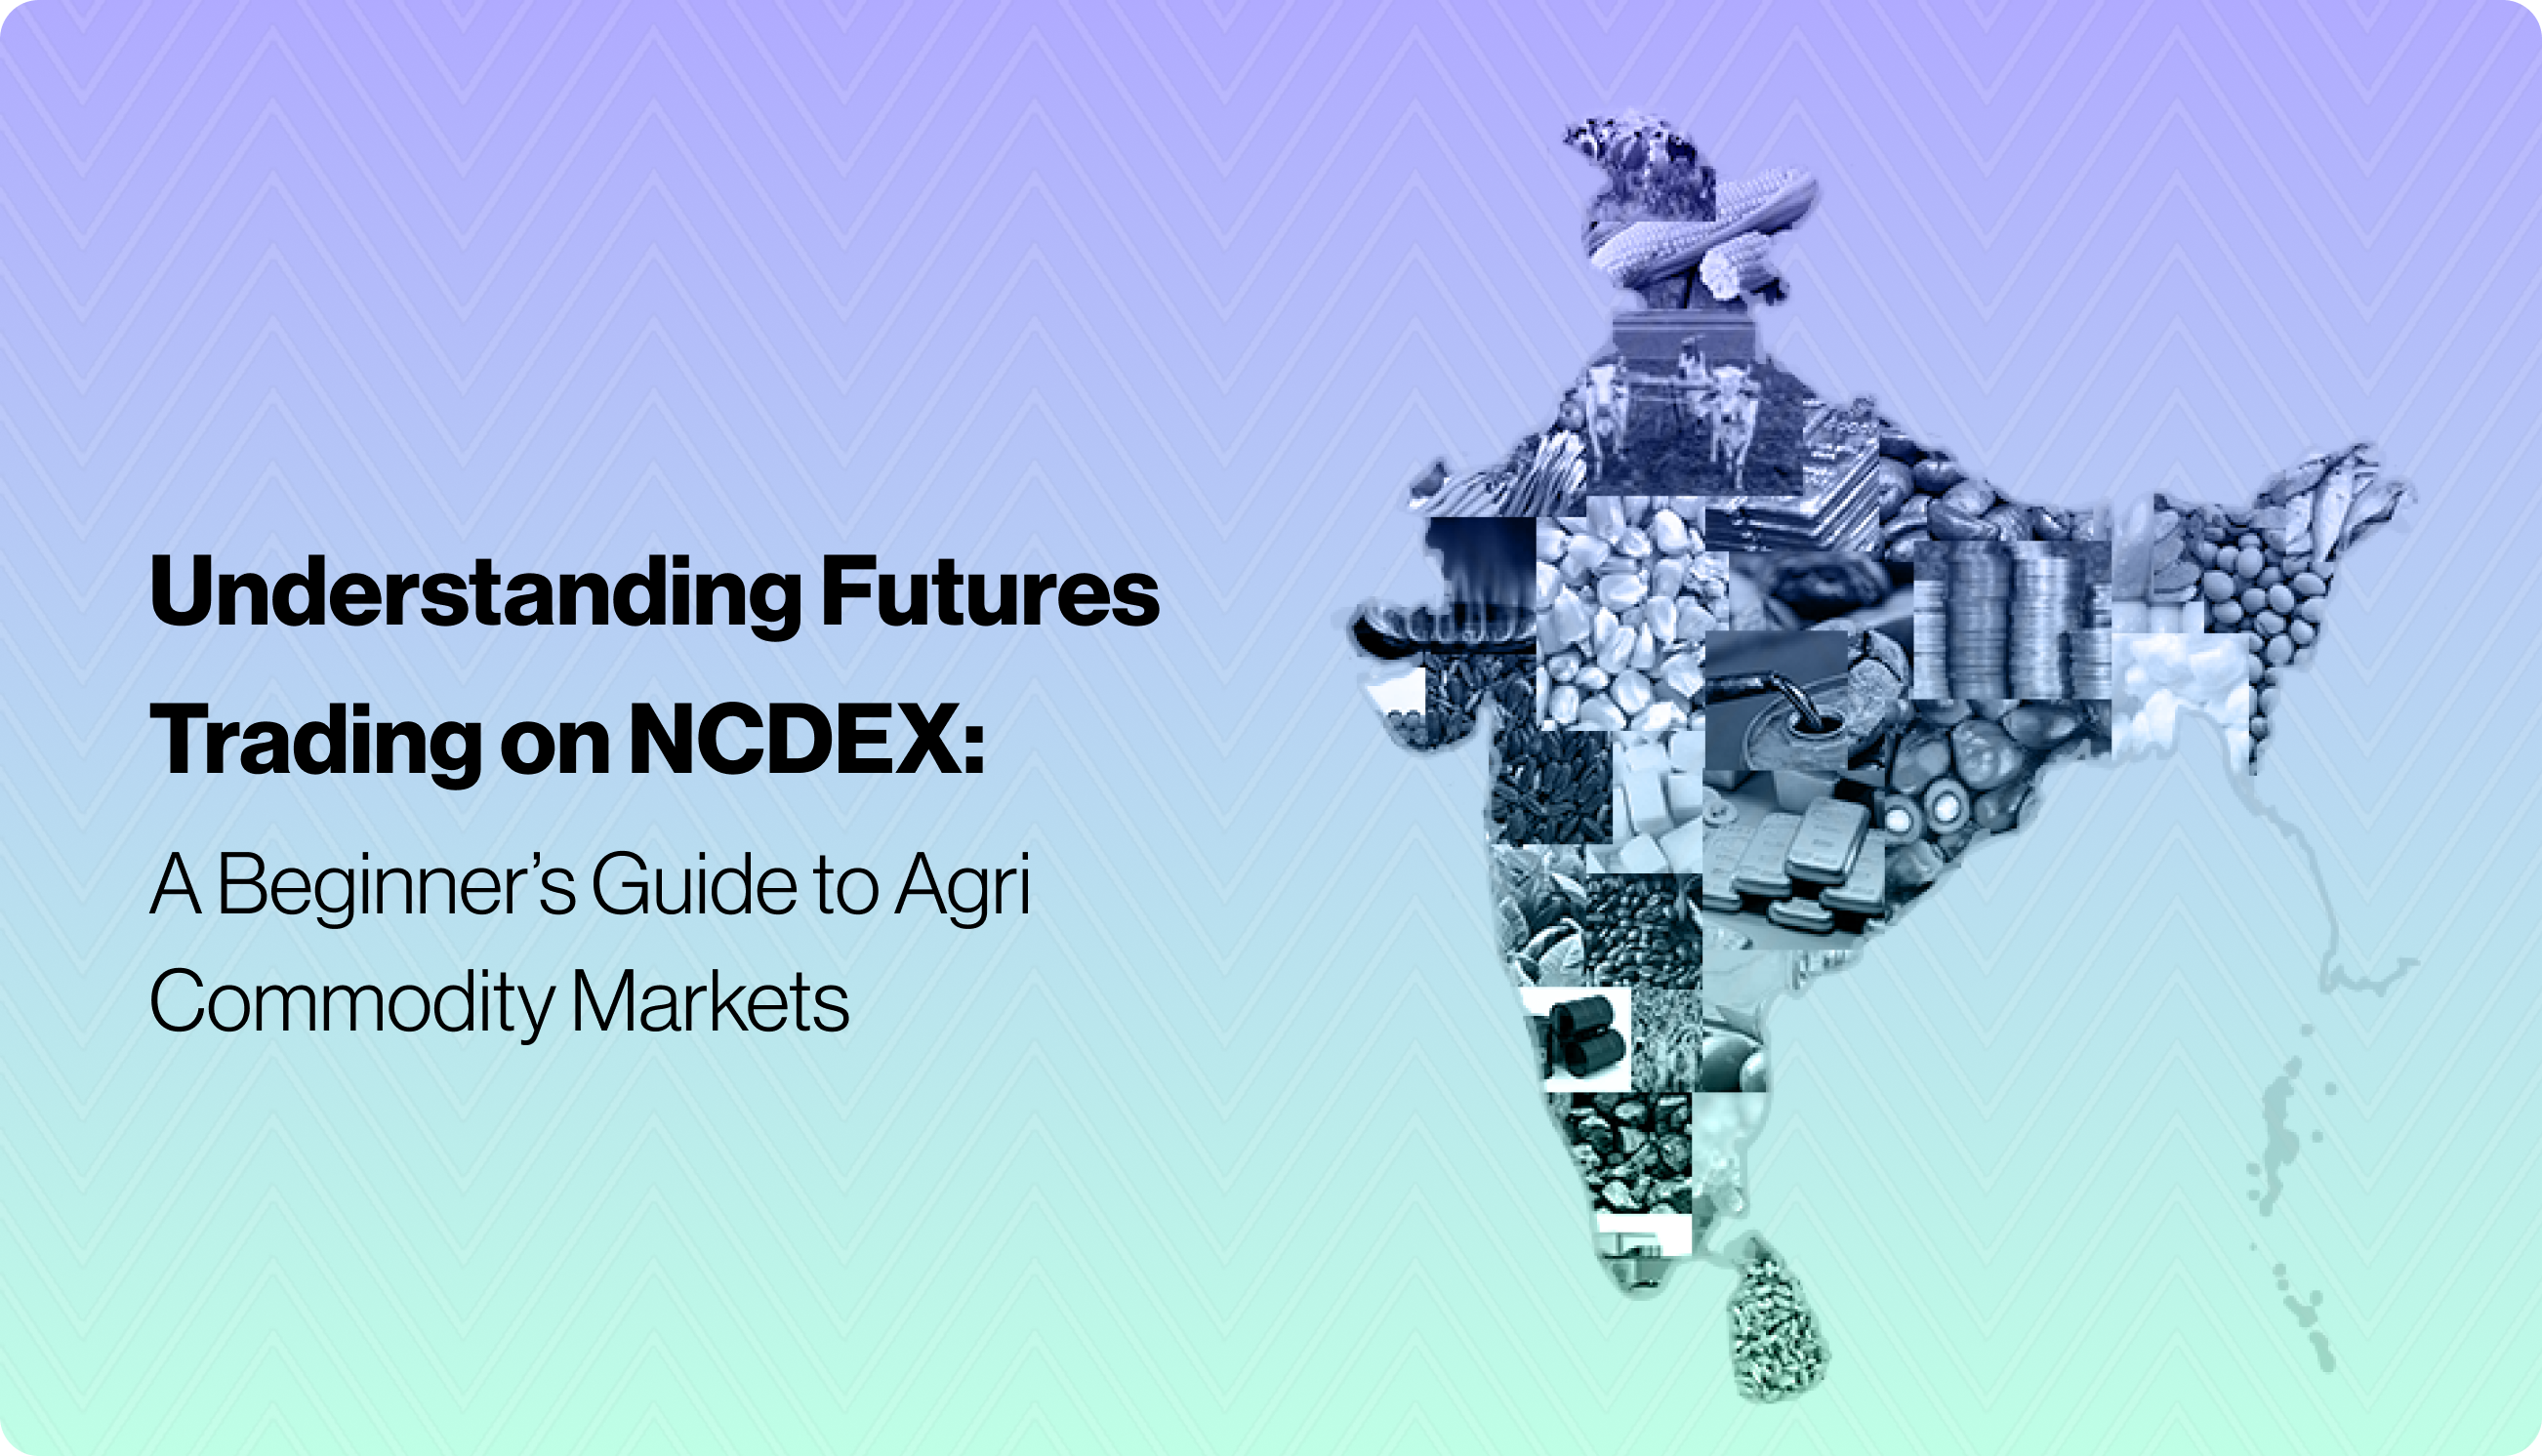 Understanding Futures
Trading on NCDEX:
A Beginner’s Guide to Agri
Commodity Markets